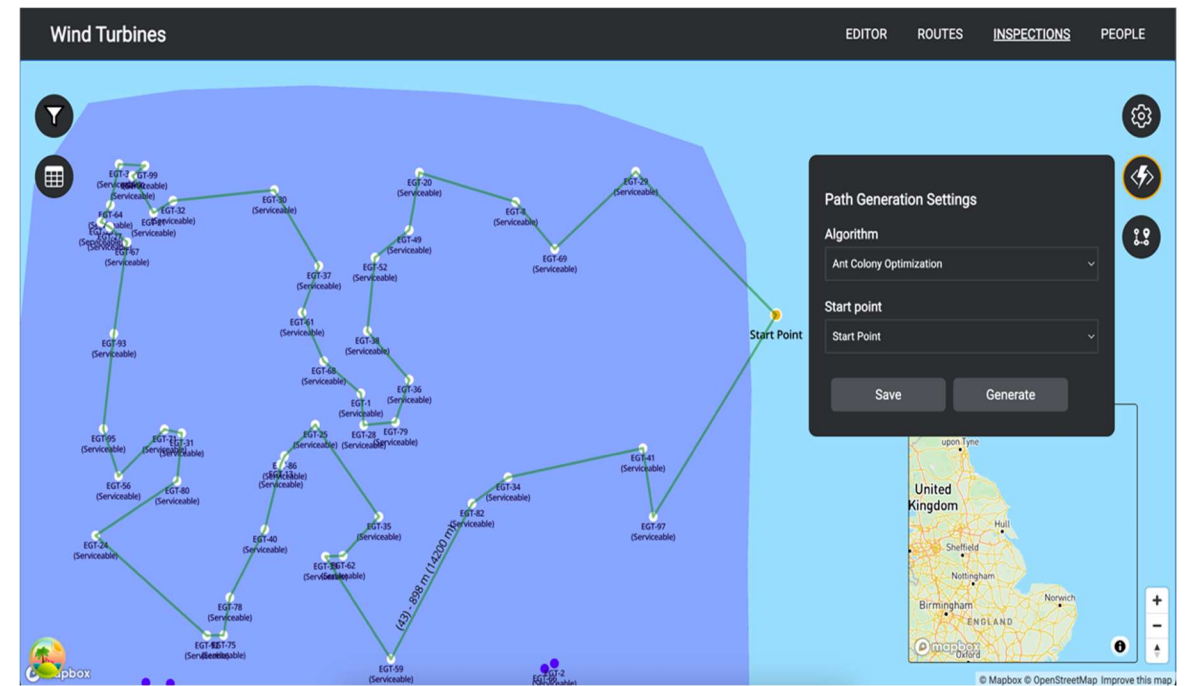 Wind Turbines
EDITOR
ROUTES
INSPECTIONS
PEOPLE
EGT-99
EGT-20
(Serviceable)
EGT-29
(Serviceable)
EGT-30
(Serviceable)
EGT-32
(Serviceable)
EGT-64
EGT-8
(Serviceable)
EGT-67
(Serviceable)
EGT-49
(Serviceable)
EGT-69
(Serviceable)
EGT-52
(Serviceable)
EGT-37
(Serviceable)
EGT-61
(Serviceable)
EGT-38
(Serviceable)
EGT-93
(Serviceable)
EGT-68
(Serviceable)
EGT-36
(Serviceable)
EGT-1
(Serviceable)
EGT-28
EGT-79
EGT-25
(Serviceable)
EGT-95
(Serviceable)
EGT-31
EGT-56
(Serviceable)
EGT-80
(Serviceable)
EGT-41
(Serviceable)
EGT-34
(Serviceable)
EGT-82
(Serviceable)
EGT-97
(Serviceable)
EGT-35
(Serviceable)
EGT-24
(Serviceable)
EGT-40
(Serviceable)
EGT-62
EGT-78
(Serviceable)
EGT-75
EGT-59
(Serviceable)
EGT-2
(43) - 898 m (14200 m)
Start Point
Path Generation Settings
Algorithm
Ant Colony Optimization
Start point
Start Point
Save
Generate
upon Tyne
United
Kingdom
Hull
Sheffield
Nottingham
Norwich
Birmingham
ENGLAND
Oxford
mapbox
mapbox
© Mapbox © OpenStreetMap Improve this map